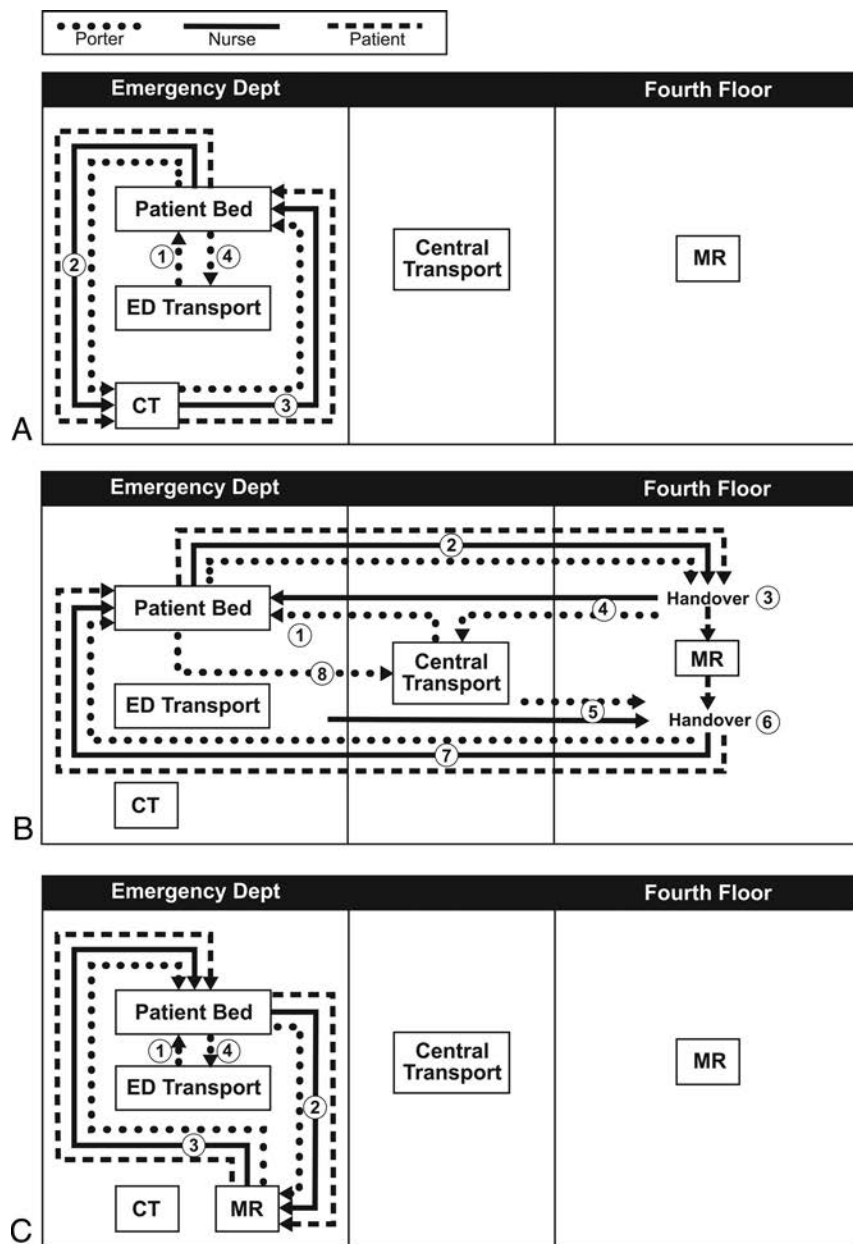 Porter Nurse Patient
Emergency Dept Fourth Floor
2
Patient Bed
1 4
ED Transport
Central
Transport
MR
CT
3
A
Emergency Dept Fourth Floor
2
Patient Bed
Handover 3
4
1
Central
Transport
MR
8
ED Transport
5
Handover 6
7
CT
B
Emergency Dept Fourth Floor
Patient Bed
1 4
ED Transport
Central
Transport
MR
2
3
CT MR
C